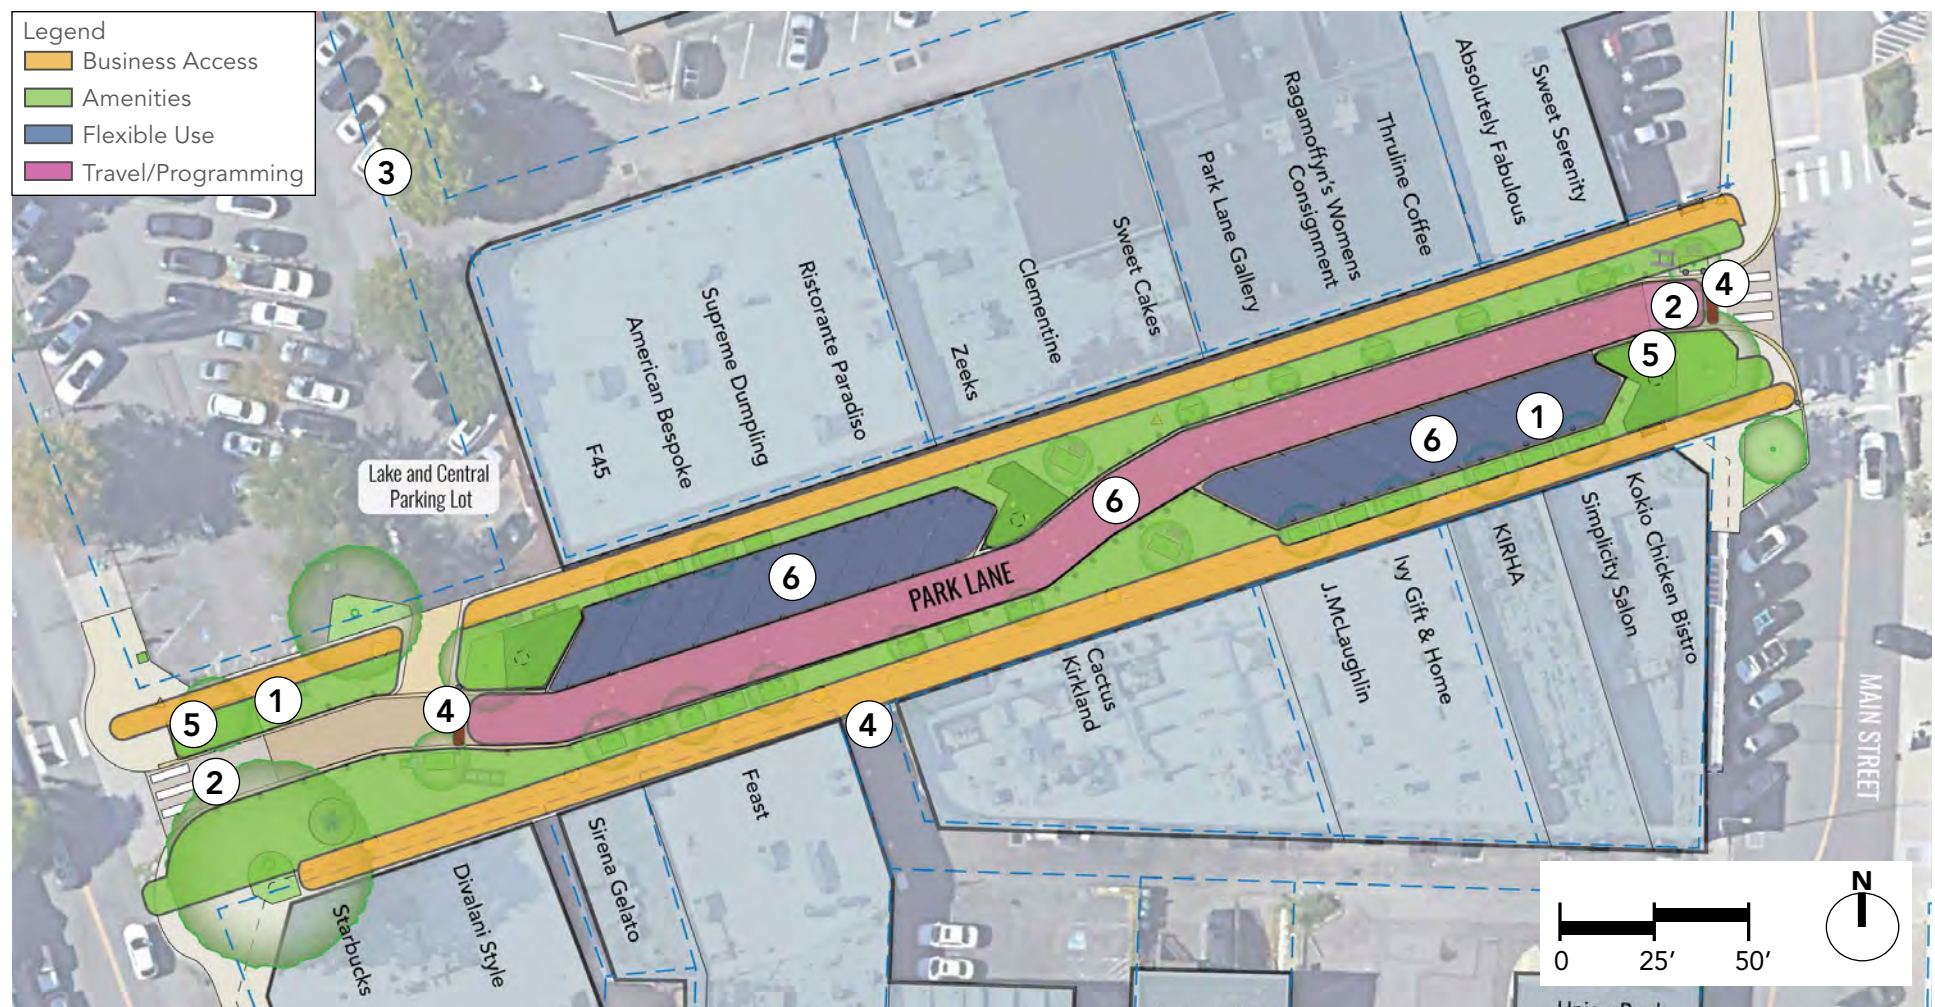 Legend
Business Access
Amenities
Flexible Use
Travel/Programming
3
Sweet Serenity
Absolutely Fabulous
Thruline Coffee
Ragamoffyn's Womens
Consignment
Park Lane Gallery
Sweet Cakes
Clementine
Zeeks
Ristorante Paradiso
Supreme Dumpling
American Bespoke
F45
Lake and Central
Parking Lot
4
2
5
1
6
6
6
PARK LANE
4
1
5
2
4
Kokio Chicken Bistro
Simplicity Salon
KIRHA
Ivy Gift & Home
J.McLaughlin
Cactus
Kirkland
Feast
Sirena Gelato
Divalani Style
Starbucks
MAIN STREET
N
0 25′ 50′